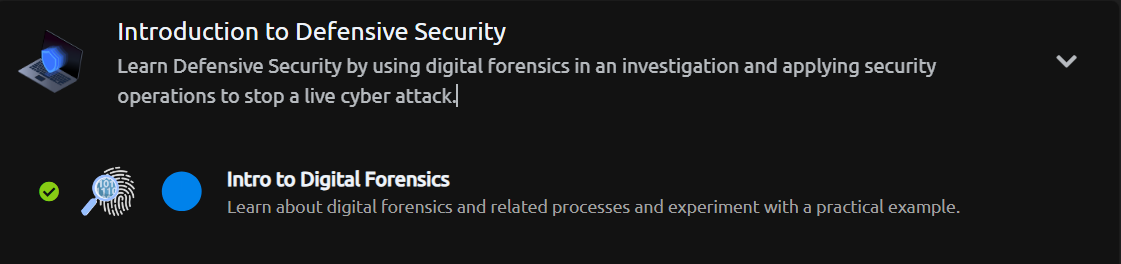 Introduction to Defensive Security
Learn Defensive Security by using digital forensics in an investigation and applying security
operations to stop a live cyber attack.
Intro to Digital Forensics
Learn about digital forensics and related processes and experiment with a practical example.